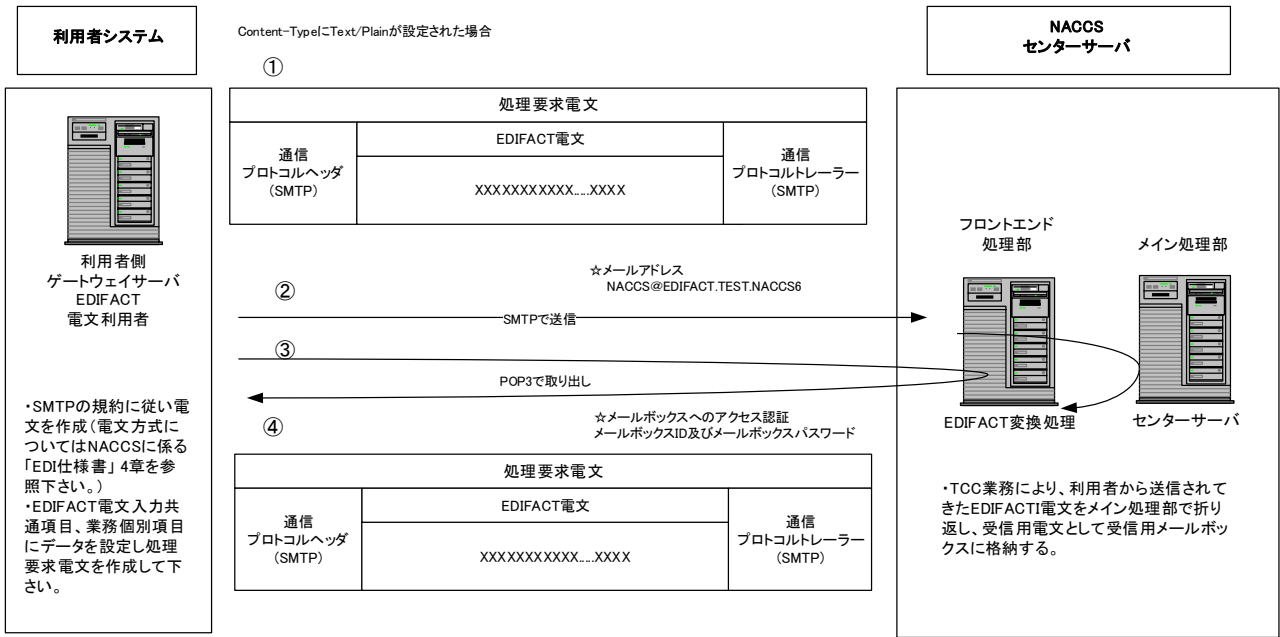 利用者システム
Content-TypeにText/Plainが設定された場合
NACCS
センターサーバ
①
処理要求電文
通信
プロトコルヘッダ
(SMTP)
EDIFACT電文
XXXXXXXXXXX.....XXXX
通信
プロトコルトレーラー
(SMTP)
利用者側
ゲートウェイサーバ
EDIFACT
電文利用者
フロントエンド
処理部
メイン処理部
②
☆メールアドレス
NACCS@EDIFACT.TEST.NACCS6
SMTPで送信
③
POP3で取り出し
☆メールボックスへのアクセス認証
メールボックスID及びメールボックスパスワード
EDIFACT変換処理
センターサーバ
④
処理要求電文
通信
プロトコルヘッダ
(SMTP)
EDIFACT電文
XXXXXXXXXXX.....XXXX
通信
プロトコルトレーラー
(SMTP)
・SMTPの規約に従い電
文を作成(電文方式に
ついてはNACCSに係る
「EDI仕様書」 4章を参
照下さい。)
・EDIFACT電文入力共
通項目、業務個別項目
にデータを設定し処理
要求電文を作成して下
さい。
・TCC業務により、利用者から送信されて
きたEDIFACTI電文をメイン処理部で折り
返し、受信用電文として受信用メールボッ
クスに格納する。